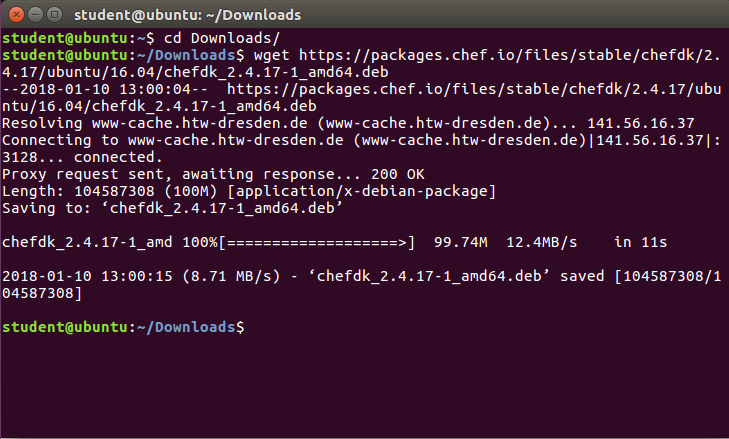 student@ubuntu: ~/Downloads
student@ubuntu:~$ cd Downloads/
student@ubuntu:~/Downloads$ wget https://packages.chef.io/files/stable/chefdk/2.
4.17/ubuntu/16.04/chefdk_2.4.17-1_amd64.deb
--2018-01-10 13:00:04--  https://packages.chef.io/files/stable/chefdk/2.4.17/ubu
ntu/16.04/chefdk_2.4.17-1_amd64.deb
Resolving www-cache.htw-dresden.de (www-cache.htw-dresden.de)... 141.56.16.37
Connecting to www-cache.htw-dresden.de (www-cache.htw-dresden.de)|141.56.16.37|:
3128... connected.
Proxy request sent, awaiting response... 200 OK
Length: 104587308 (100M) [application/x-debian-package]
Saving to: ‘chefdk_2.4.17-1_amd64.deb’
chefdk_2.4.17-1_amd 100%[===================>]  99.74M  12.4MB/s    in 11s
2018-01-10 13:00:15 (8.71 MB/s) - ‘chefdk_2.4.17-1_amd64.deb’ saved [104587308/1
04587308]
student@ubuntu:~/Downloads$